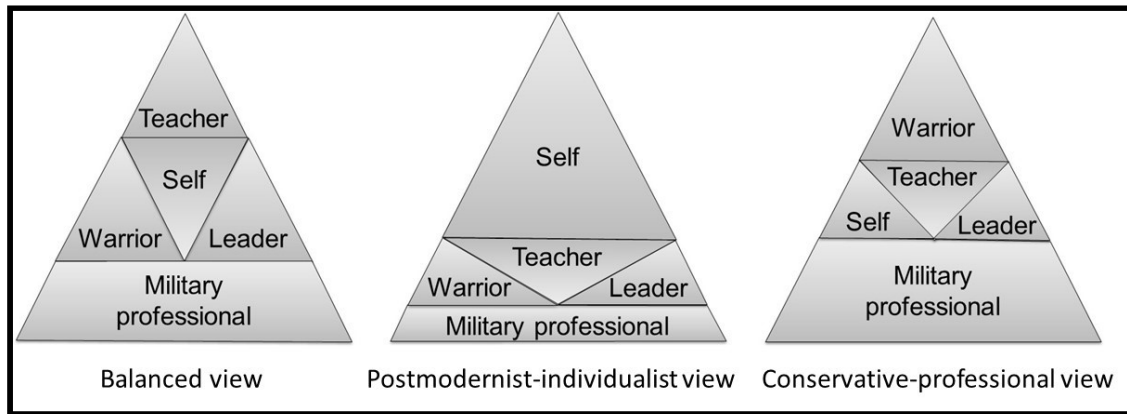 Teacher
Self
Warrior
Leader
Military
professional
Balanced view
Self
Teacher
Warrior
Leader
Military professional
Postmodernist-individualist view
Warrior
Teacher
Self
Leader
Military
professional
Conservative-professional view